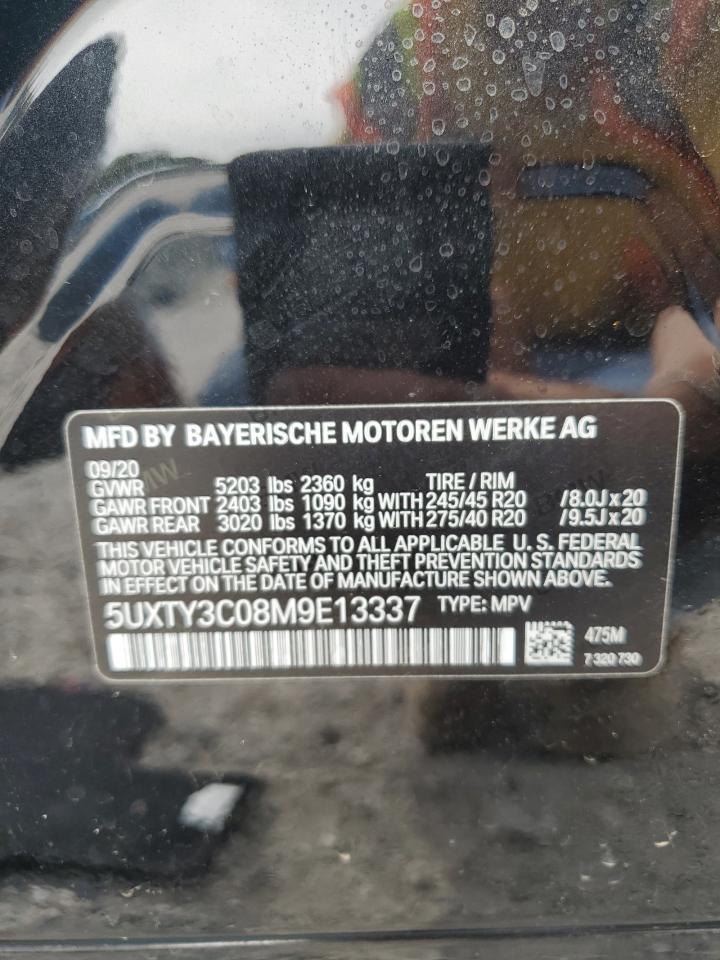 MFD BY BAYERISCHE MOTOREN WERKE AG
09/20
GVWR 5203 lbs 2360 kg TIRE / RIM
GAWR FRONT 2403 lbs 1090 kg WITH 245/45 R20 /8.0J x 20
GAWR REAR 3020 lbs 1370 kg WITH 275/40 R20 /9.5J x 20
THIS VEHICLE CONFORMS TO ALL APPLICABLE U. S. FEDERAL
MOTOR VEHICLE SAFETY AND THEFT PREVENTION STANDARDS
IN EFFECT ON THE DATE OF MANUFACTURE SHOWN ABOVE.
5UXTY3C08M9E13337 TYPE: MPV
475M
7 320 730